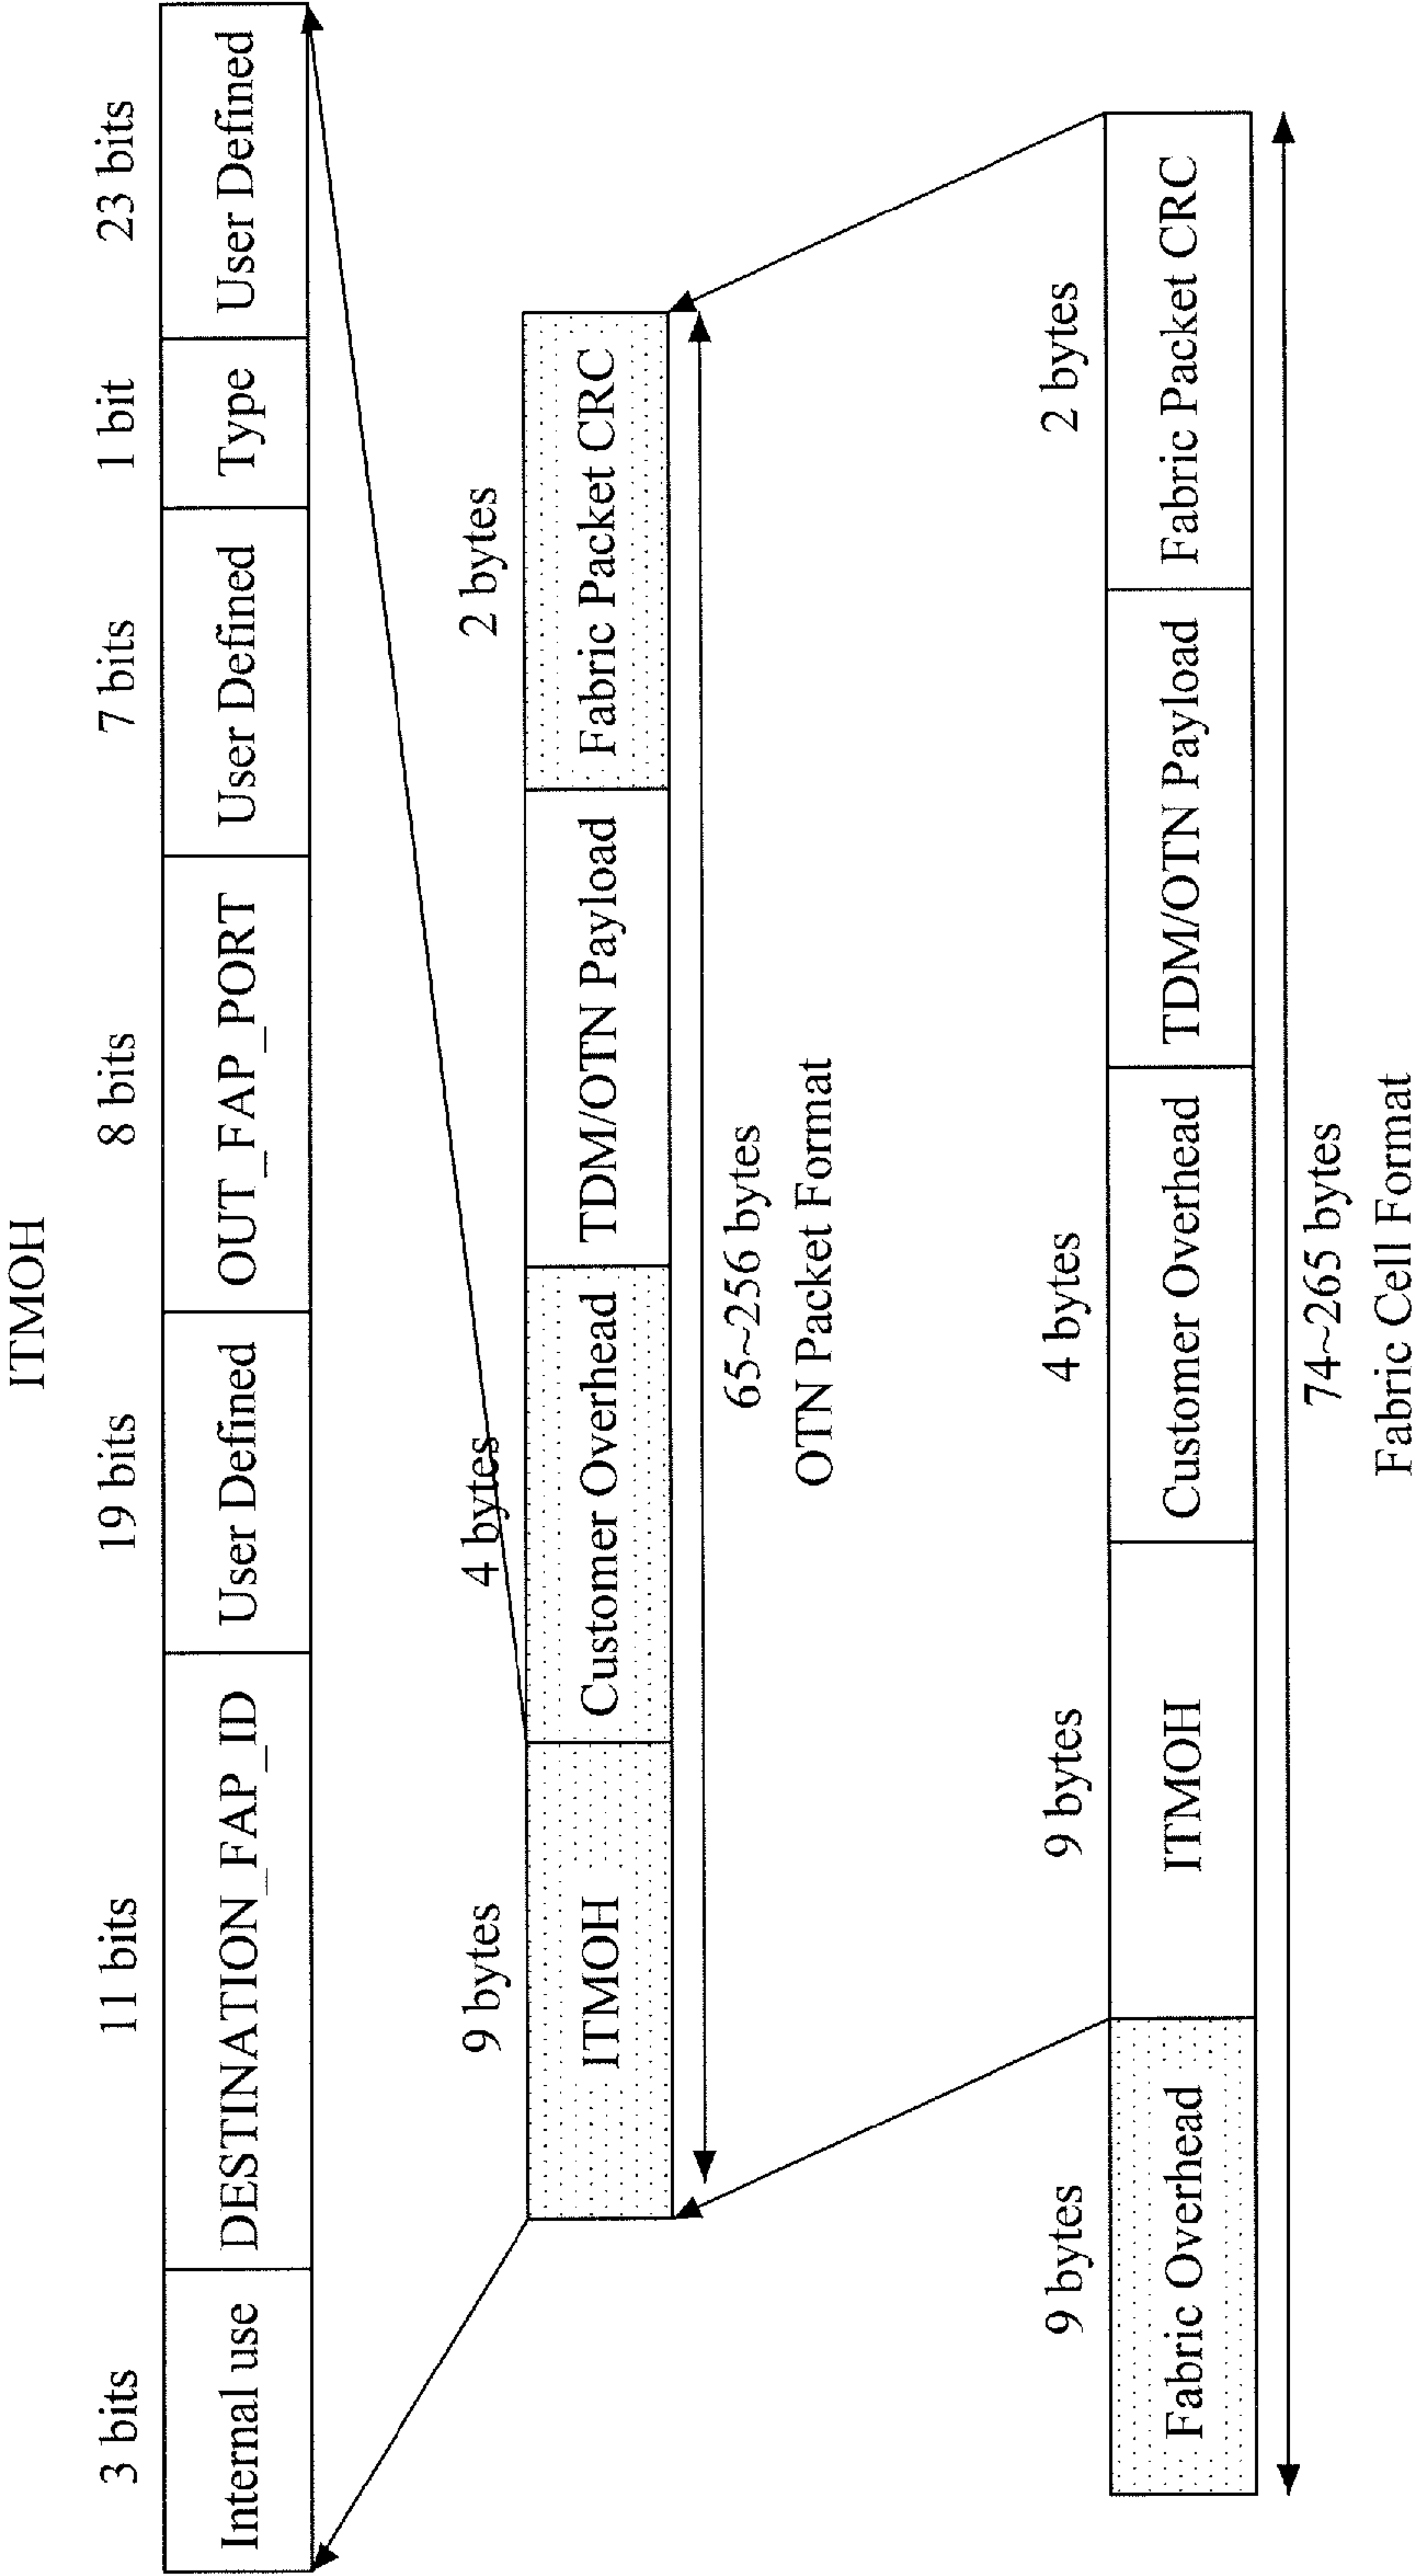 ITMOH
3 bits
11 bits
19 bits
8 bits
7 bits
1 bit
23 bits
Internal use
DESTINATION_FAP_ID
User Defined
OUT_FAP_PORT
User Defined
Type
User Defined
9 bytes
4 bytes
2 bytes
ITMOH
Customer Overhead
TDM/OTN Payload
Fabric Packet CRC
65~256 bytes
OTN Packet Format
9 bytes
9 bytes
4 bytes
2 bytes
Fabric Overhead
ITMOH
Customer Overhead
TDM/OTN Payload
Fabric Packet CRC
74~265 bytes
Fabric Cell Format